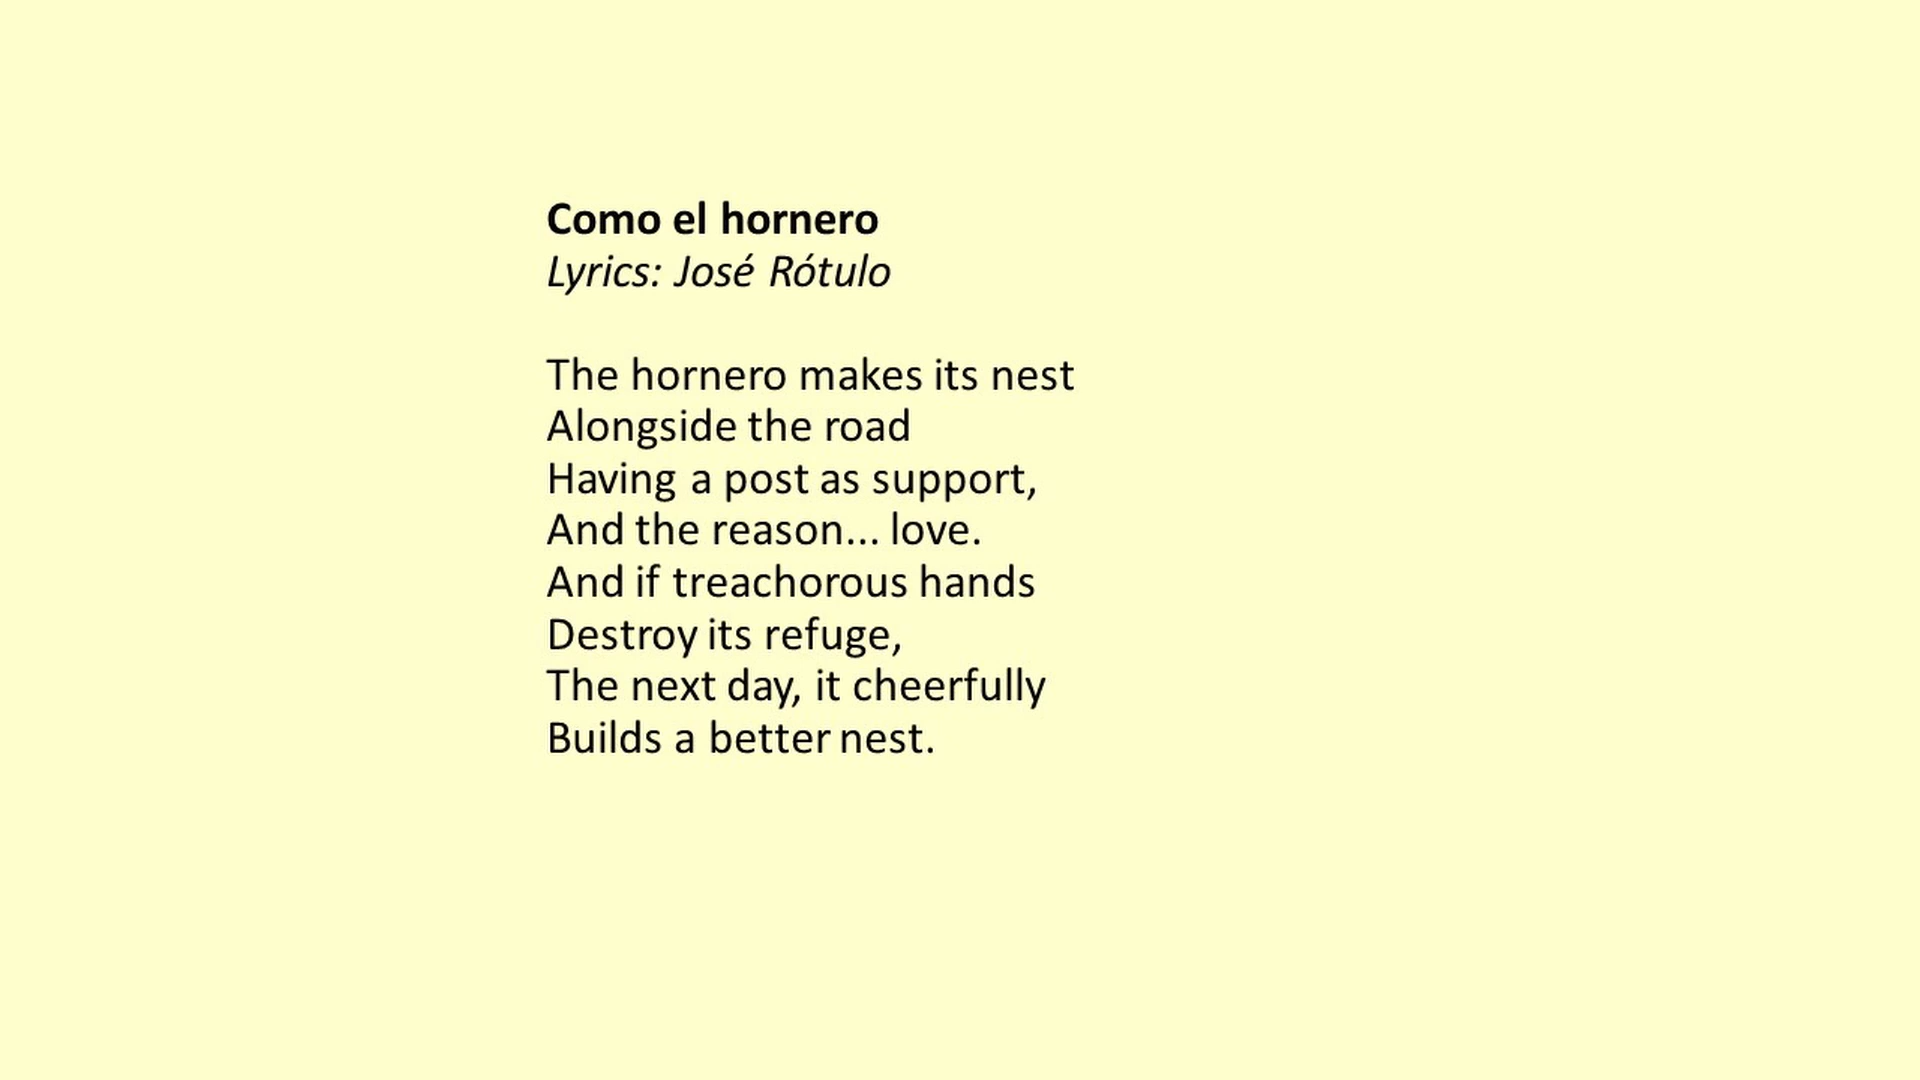 Como el hornero
Lyrics: José Rótulo
The hornero makes its nest
Alongside the road
Having a post as support,
And the reason... love.
And if treachorous hands
Destroy its refuge,
The next day, it cheerfully
Builds a better nest.